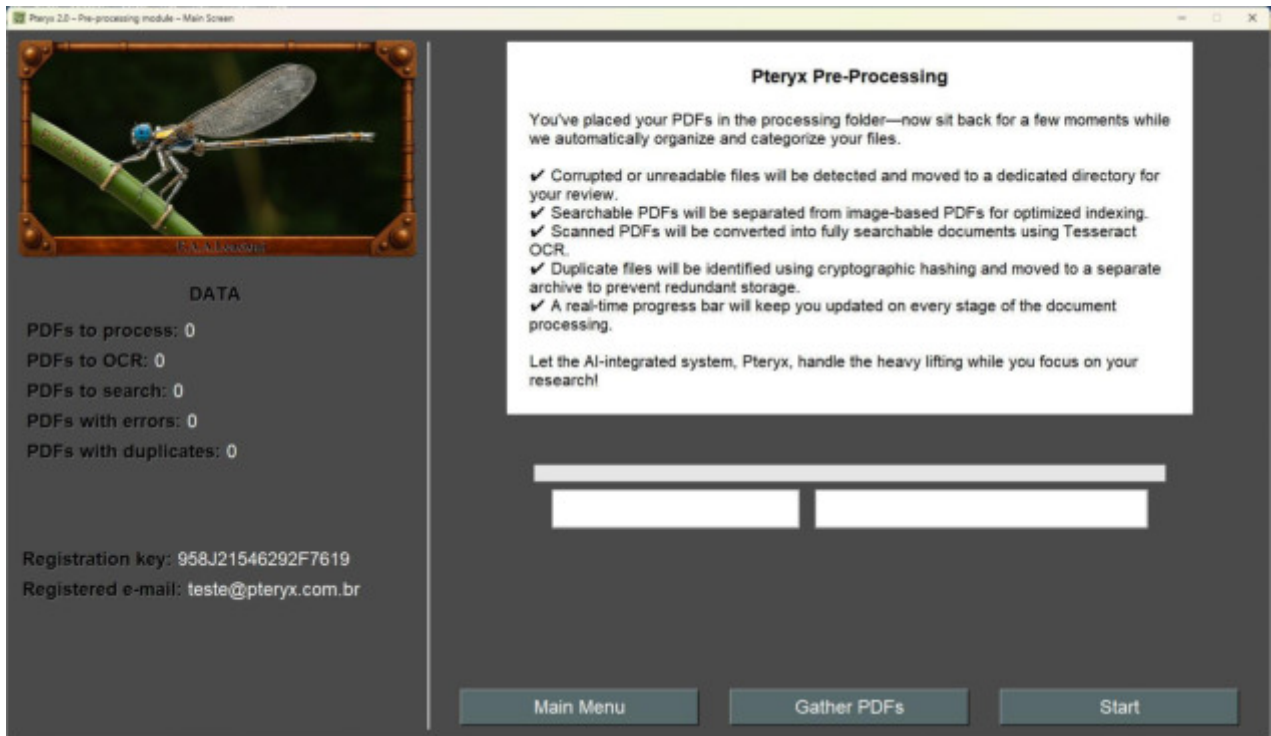 Pteryx 2.0 – Pre-processing module – Main Screen
DATA
PDFs to process: 0
PDFs to OCR: 0
PDFs to search: 0
PDFs with errors: 0
PDFs with duplicates: 0
Registration key: 958J21546292F7619
Registered e-mail: teste@pteryx.com.br
Pteryx Pre-Processing
You've placed your PDFs in the processing folder—now sit back for a few moments while
we automatically organize and categorize your files.
✔ Corrupted or unreadable files will be detected and moved to a dedicated directory for
your review.
✔ Searchable PDFs will be separated from image-based PDFs for optimized indexing.
✔ Scanned PDFs will be converted into fully searchable documents using Tesseract
OCR.
✔ Duplicate files will be identified using cryptographic hashing and moved to a separate
archive to prevent redundant storage.
✔ A real-time progress bar will keep you updated on every stage of the document
processing.
Let the AI-integrated system, Pteryx, handle the heavy lifting while you focus on your
research!
Main Menu
Gather PDFs
Start